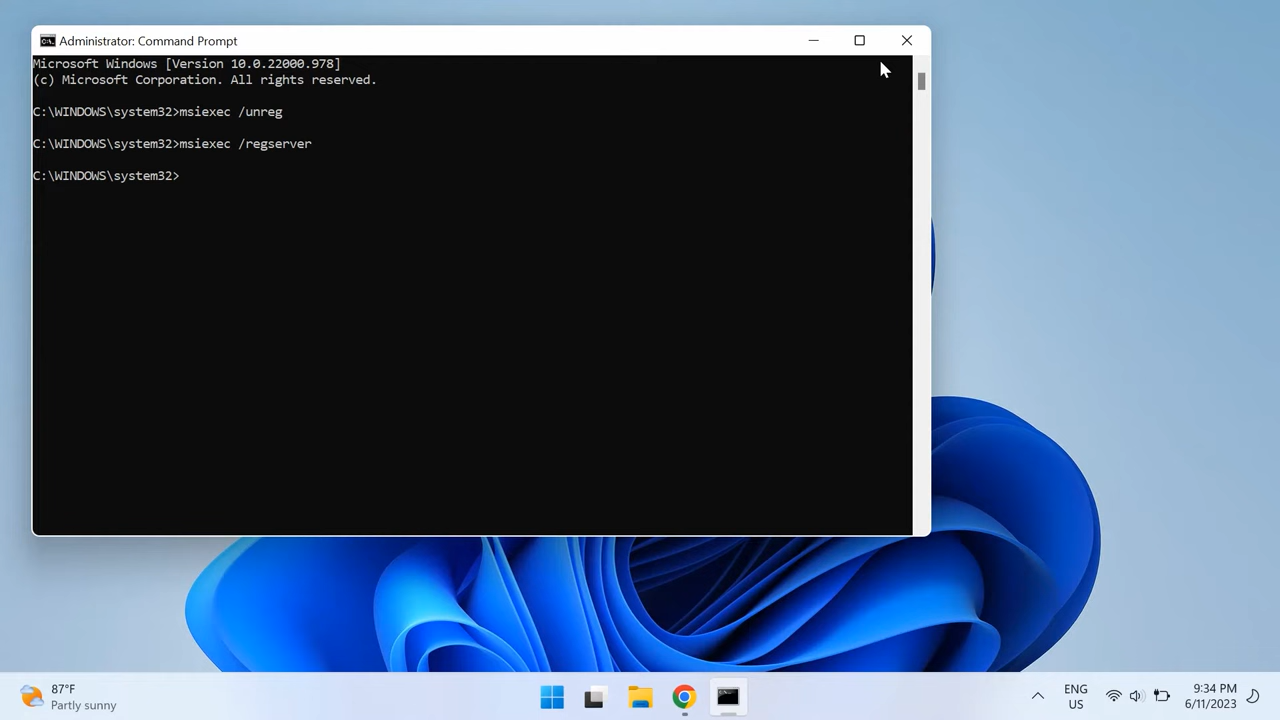 Administrator: Command Prompt
Microsoft Windows [Version 10.0.22000.978]
(c) Microsoft Corporation. All rights reserved.
C:\WINDOWS\system32>msiexec /unreg
C:\WINDOWS\system32>msiexec /regserver
C:\WINDOWS\system32>
87°F
Partly sunny
ENG
US
9:34 PM
6/11/2023